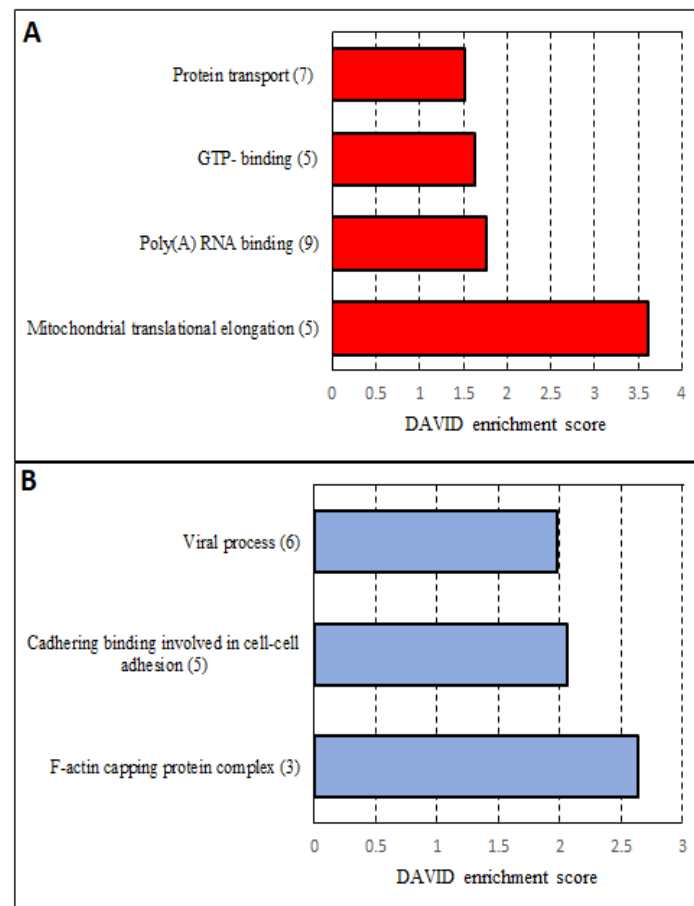 A
Protein transport (7)
GTP- binding (5)
Poly(A) RNA binding (9)
Mitochondrial translational elongation (5)
0 0.5 1 1.5 2 2.5 3 3.5 4
DAVID enrichment score
B
Viral process (6)
Cadhering binding involved in cell-cell
adhesion (5)
F-actin capping protein complex (3)
0 0.5 1 1.5 2 2.5 3
DAVID enrichment score